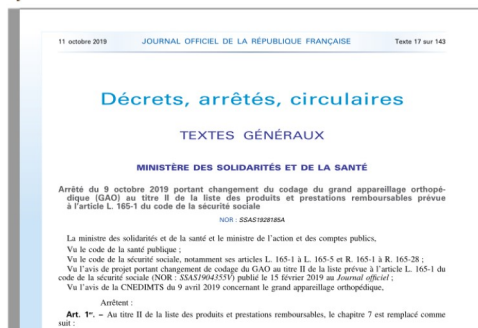 11 octobre 2019 JOURNAL OFFICIEL DE LA RÉPUBLIQUE FRANÇAISE Texte 17 sur 143
Décrets, arrêtés, circulaires
TEXTES GÉNÉRAUX
MINISTÈRE DES SOLIDARITÉS ET DE LA SANTÉ
Arrêté du 9 octobre 2019 portant changement du codage du grand appareillage orthopé-
dique (GAO) au titre II de la liste des produits et prestations remboursables prévue
à l'article L. 165-1 du code de la sécurité sociale
NOR : SSAS1928185A
La ministre des solidarités et de la santé et le ministre de l'action et des comptes publics,
Vu le code de la santé publique ;
Vu le code de la sécurité sociale, notamment ses articles L. 165-1 à L. 165-5 et R. 165-1 à R. 165-28 ;
Vu l'avis de projet portant changement de codage du GAO au titre II de la liste prévue à l'article L. 165-1 du
code de la sécurité sociale (NOR : SSAS1904355V) publié le 15 février 2019 au Journal officiel ;
Vu l'avis de la CNEDIMTS du 9 avril 2019 concernant le grand appareillage orthopédique,
Arrêtent :
Art. 1er. – Au titre II de la liste des produits et prestations remboursables, le chapitre 7 est remplacé comme
suit :